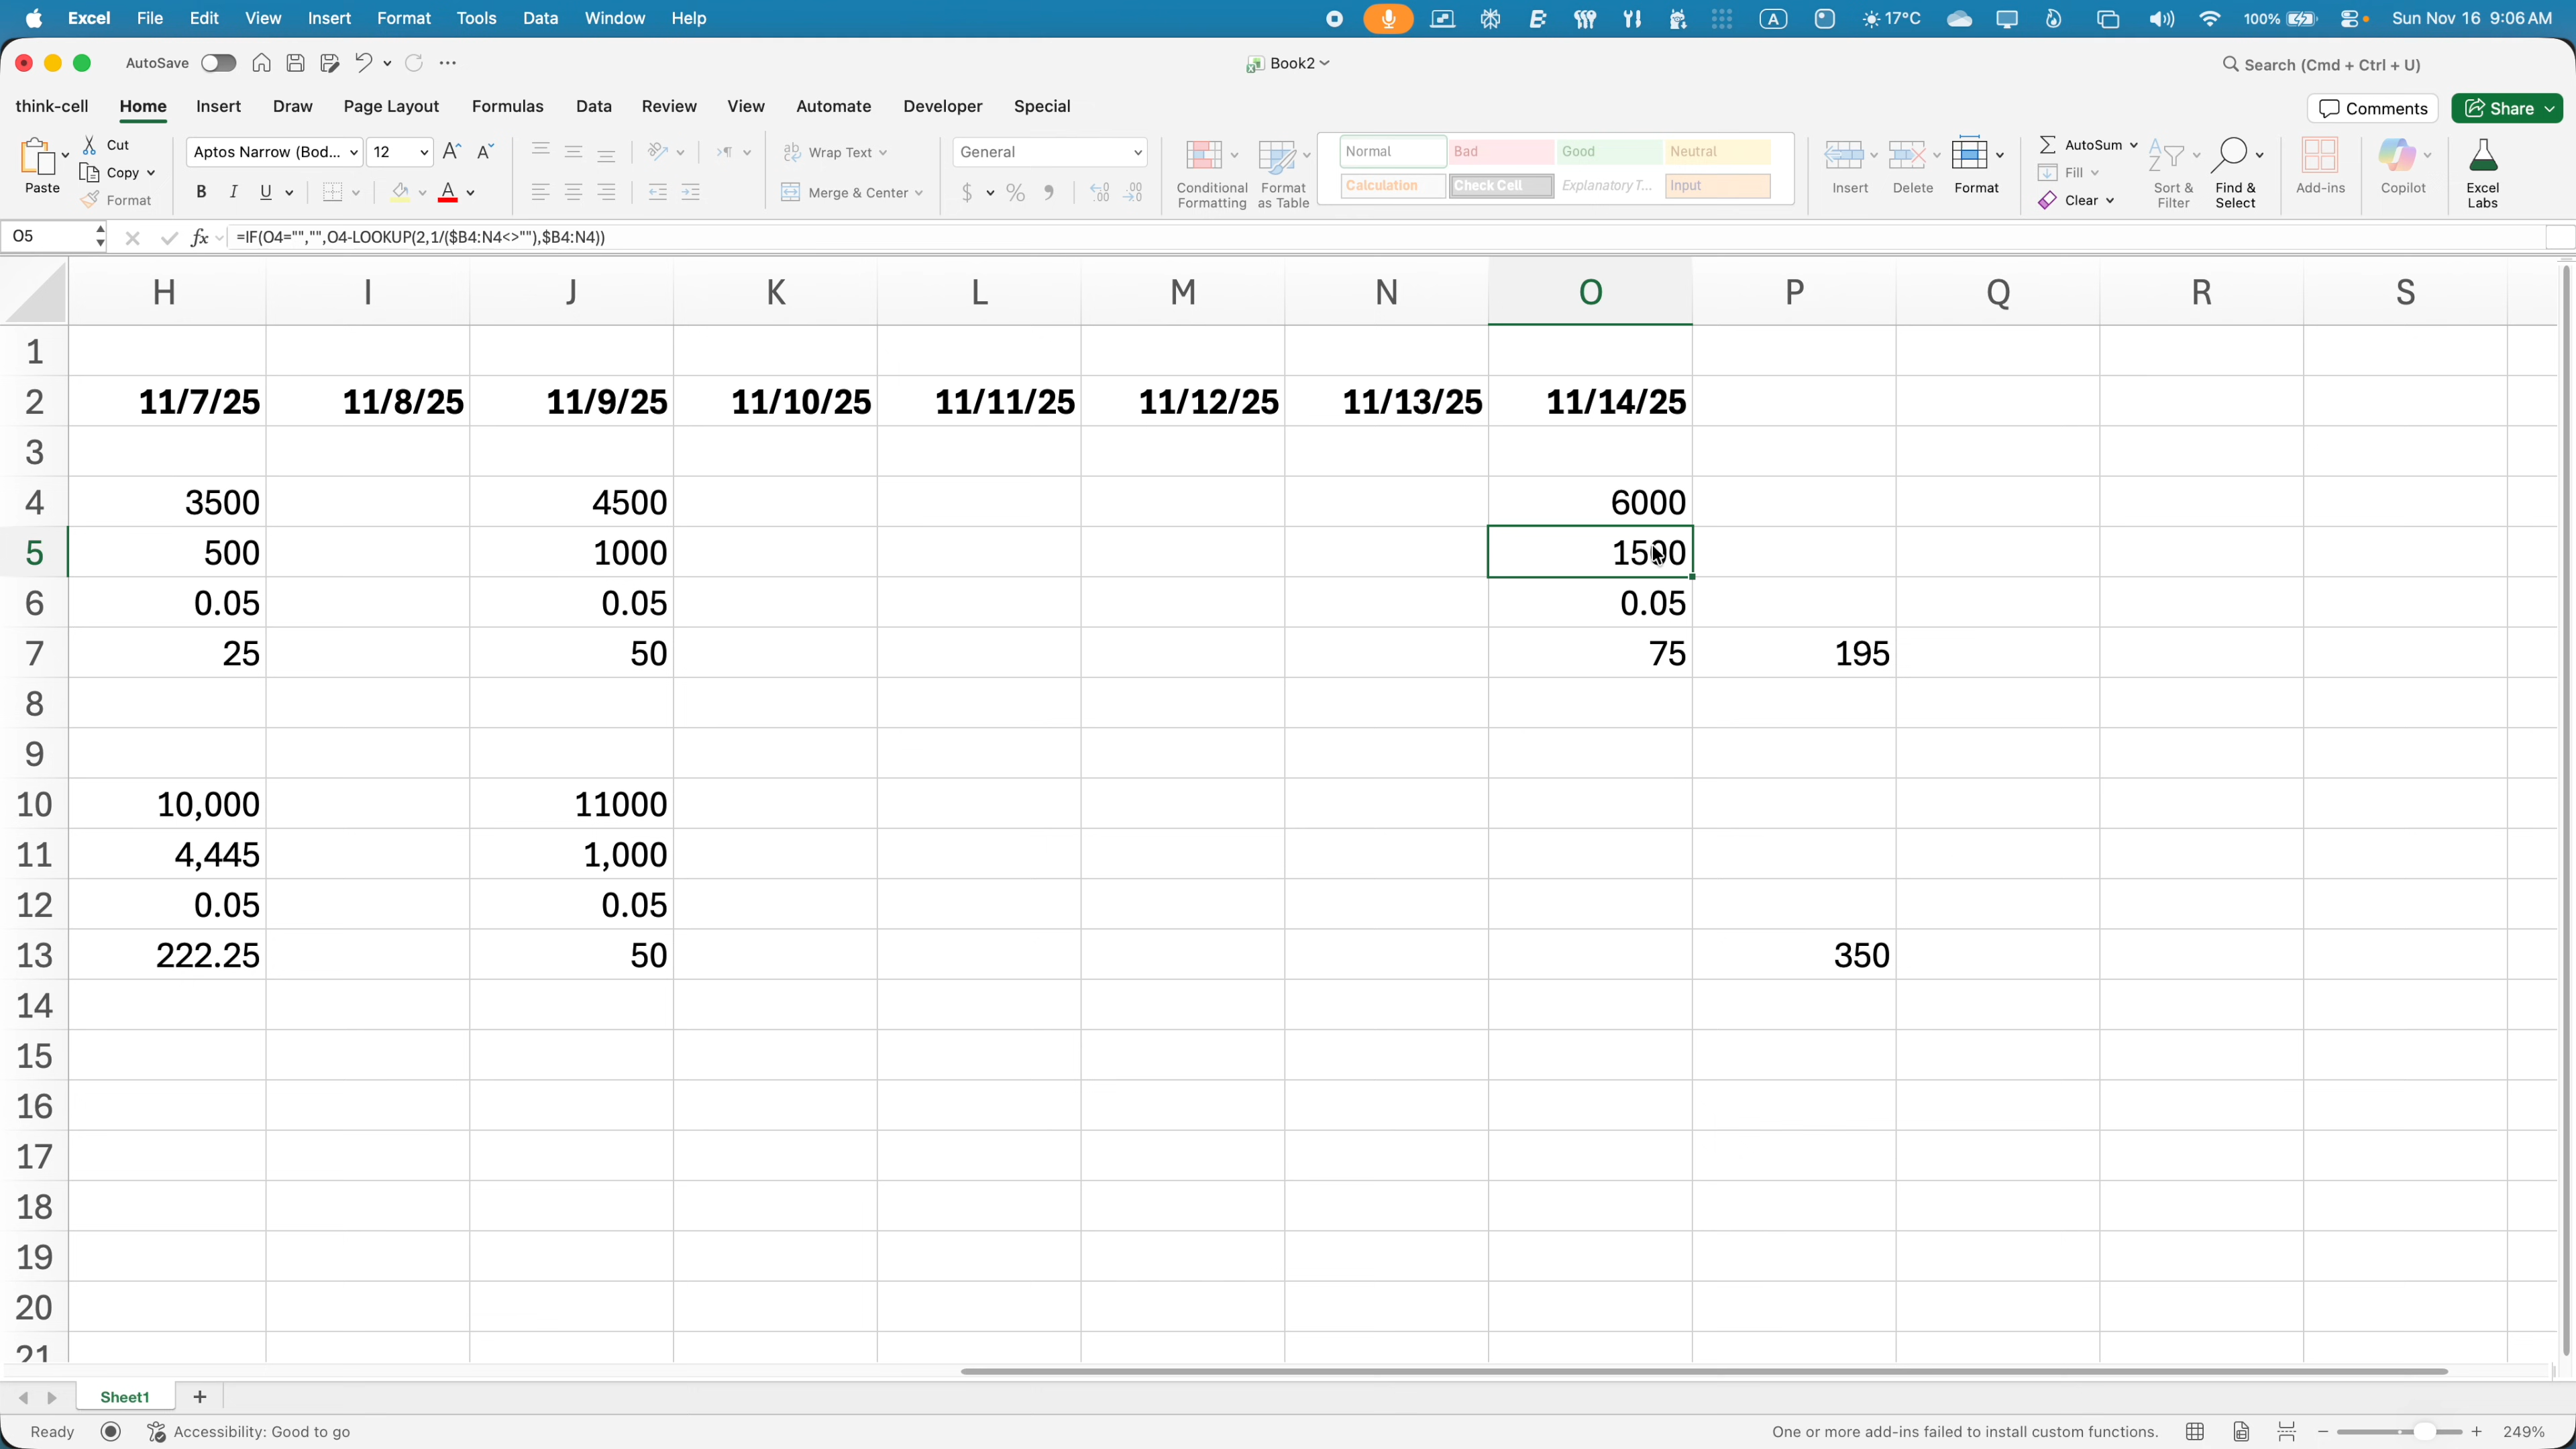 Excel File Edit View Insert Format Tools Data Window Help A 17°C 100% Sun Nov 16 9:06 AM
AutoSave Book2 Search (Cmd + Ctrl + U)
think-cell Home Insert Draw Page Layout Formulas Data Review View Automate Developer Special Comments Share
Paste Cut Copy Format
Aptos Narrow (Bod... 12 A A
B I U A
Wrap Text
Merge & Center
General
$ %
Conditional Formatting
Format as Table
Normal Bad Good Neutral
Calculation Check Cell Explanatory T... Input
Insert Delete Format
AutoSum
Fill
Clear
Sort & Filter
Find & Select
Add-ins
Copilot
Excel Labs
O5 fx =IF(O4="","",O4-LOOKUP(2,1/($B4:N4<>""),$B4:N4))
H I J K L M N O P Q R S
1
2 11/7/25 11/8/25 11/9/25 11/10/25 11/11/25 11/12/25 11/13/25 11/14/25
3
4 3500 4500 6000
5 500 1000 1500
6 0.05 0.05 0.05
7 25 50 75 195
8
9
10 10,000 11000
11 4,445 1,000
12 0.05 0.05
13 222.25 50 350
14
15
16
17
18
19
20
21
Sheet1 +
Ready Accessibility: Good to go One or more add-ins failed to install custom functions. − + 249%